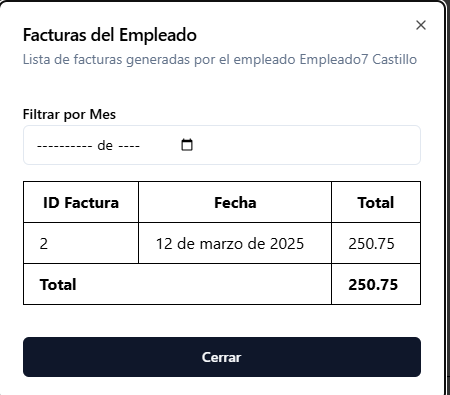 Facturas del Empleado
Lista de facturas generadas por el empleado Empleado7 Castillo
Filtrar por Mes
---------- de ----
ID Factura Fecha Total
2 12 de marzo de 2025 250.75
Total 250.75
Cerrar